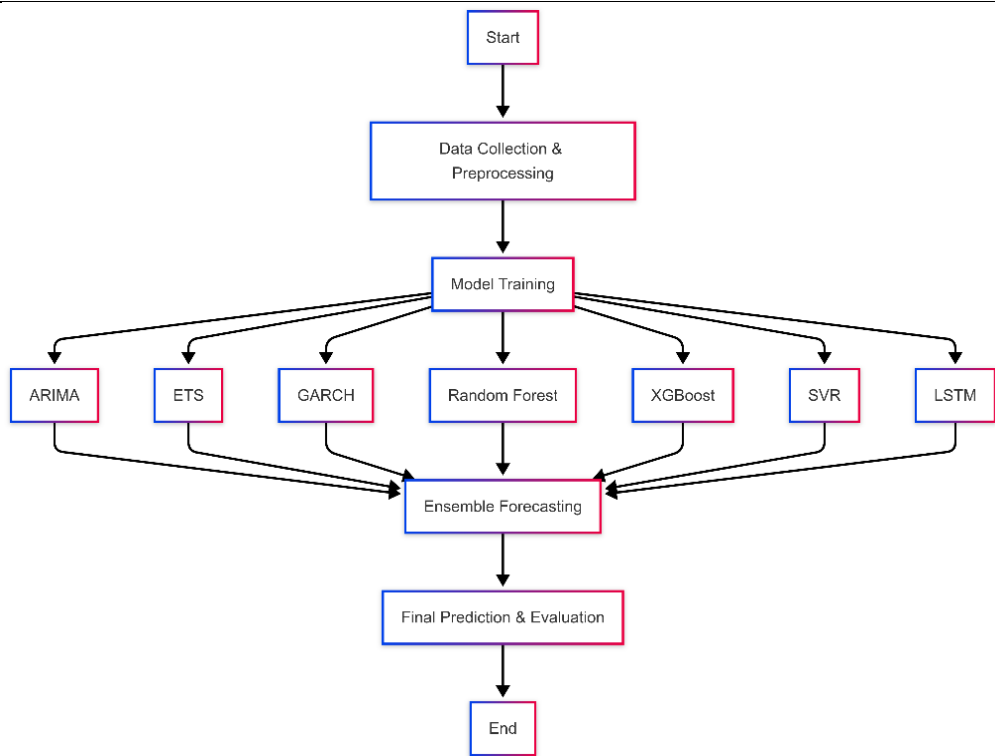 Start
Data Collection &
Preprocessing
Model Training
ARIMA
ETS
GARCH
Random Forest
XGBoost
SVR
LSTM
Ensemble Forecasting
Final Prediction & Evaluation
End